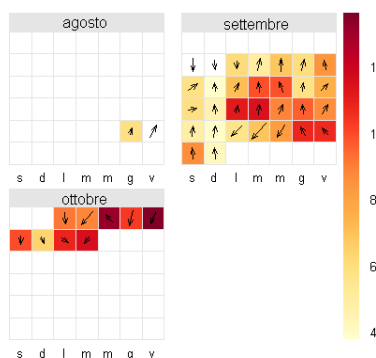 agosto
settembre
s d l m m g v
s d l m m g v
ottobre
s d l m m g v
1
1
8
6
4